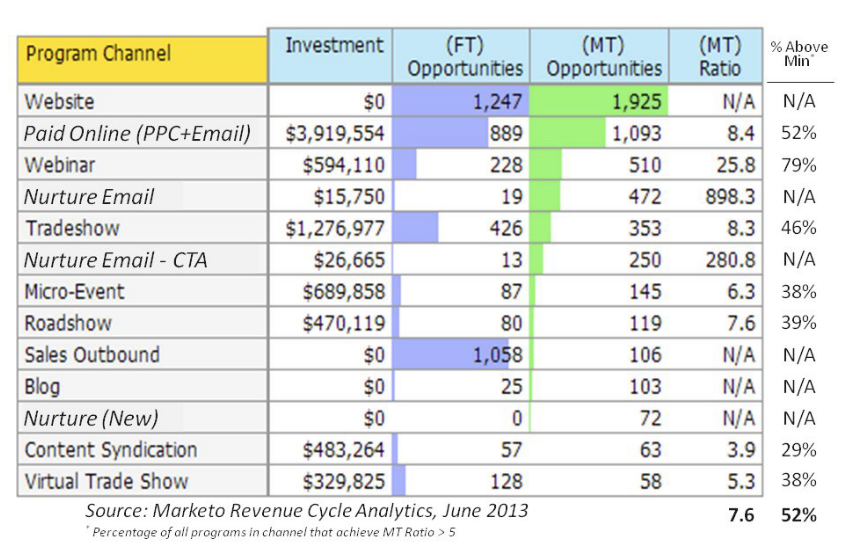 Program Channel Investment (FT) Opportunities (MT) Opportunities (MT) Ratio % Above Min*
Website $0 1,247 1,925 N/A N/A
Paid Online (PPC+Email) $3,919,554 889 1,093 8.4 52%
Webinar $594,110 228 510 25.8 79%
Nurture Email $15,750 19 472 898.3 N/A
Tradeshow $1,276,977 426 353 8.3 46%
Nurture Email - CTA $26,665 13 250 280.8 N/A
Micro-Event $689,858 87 145 6.3 38%
Roadshow $470,119 80 119 7.6 39%
Sales Outbound $0 1,058 106 N/A N/A
Blog $0 25 103 N/A N/A
Nurture (New) $0 0 72 N/A N/A
Content Syndication $483,264 57 63 3.9 29%
Virtual Trade Show $329,825 128 58 5.3 38%
Source: Marketo Revenue Cycle Analytics, June 2013 7.6 52%
* Percentage of all programs in channel that achieve MT Ratio > 5